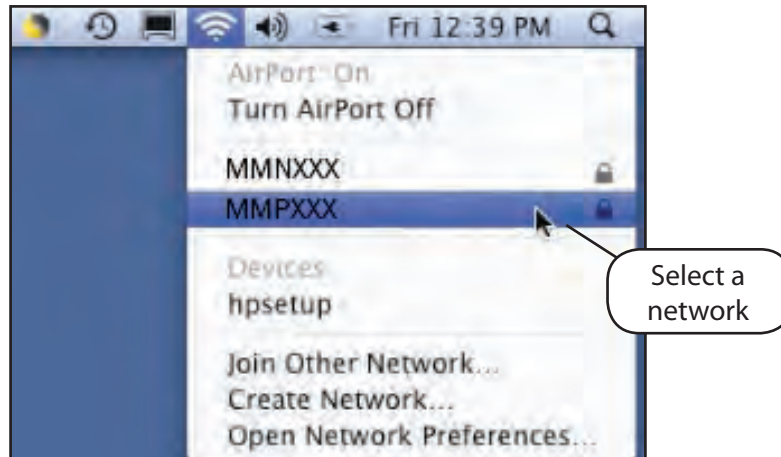 Fri 12:39 PM
AirPort: On
Turn AirPort Off
MMNXXX
MMPXXX
Devices
hpsetup
Join Other Network...
Create Network...
Open Network Preferences...
Select a
network